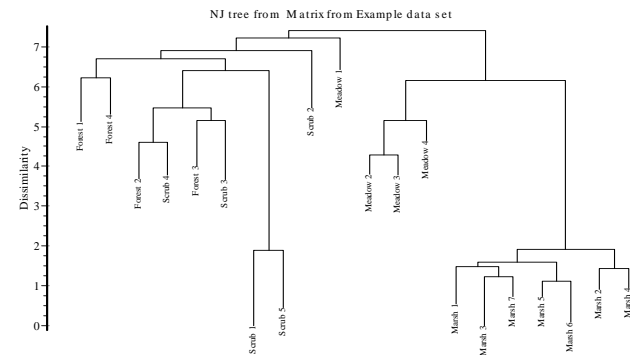 NJ tree from Matrix from Example data set
Dissimilarity
7
6
5
4
3
2
1
0
Forest 1
Forest 4
Forest 2
Scrub 4
Forest 3
Scrub 3
Scrub 1
Scrub 5
Scrub 2
Meadow 1
Meadow 2
Meadow 3
Meadow 4
Marsh 1
Marsh 3
Marsh 7
Marsh 5
Marsh 6
Marsh 2
Marsh 4